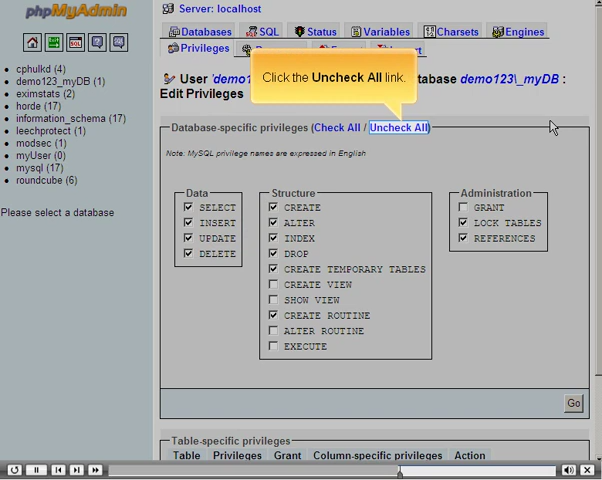 phpMyAdmin
Server: localhost
Databases SQL Status Variables Charsets Engines
Privileges
cphulkd (4)
demo123_myDB (1)
eximstats (2)
horde (17)
information_schema (17)
leechprotect (1)
modsec (1)
myUser (0)
mysql (17)
roundcube (6)
Please select a database
User 'demo1 tabase demo123\_myDB :
Edit Privileges
Click the Uncheck All link.
Database-specific privileges (Check All / Uncheck All)
Note: MySQL privilege names are expressed in English
Data
SELECT
INSERT
UPDATE
DELETE
Structure
CREATE
ALTER
INDEX
DROP
CREATE TEMPORARY TABLES
CREATE VIEW
SHOW VIEW
CREATE ROUTINE
ALTER ROUTINE
EXECUTE
Administration
GRANT
LOCK TABLES
REFERENCES
Go
Table-specific privileges
Table Privileges Grant Column-specific privileges Action